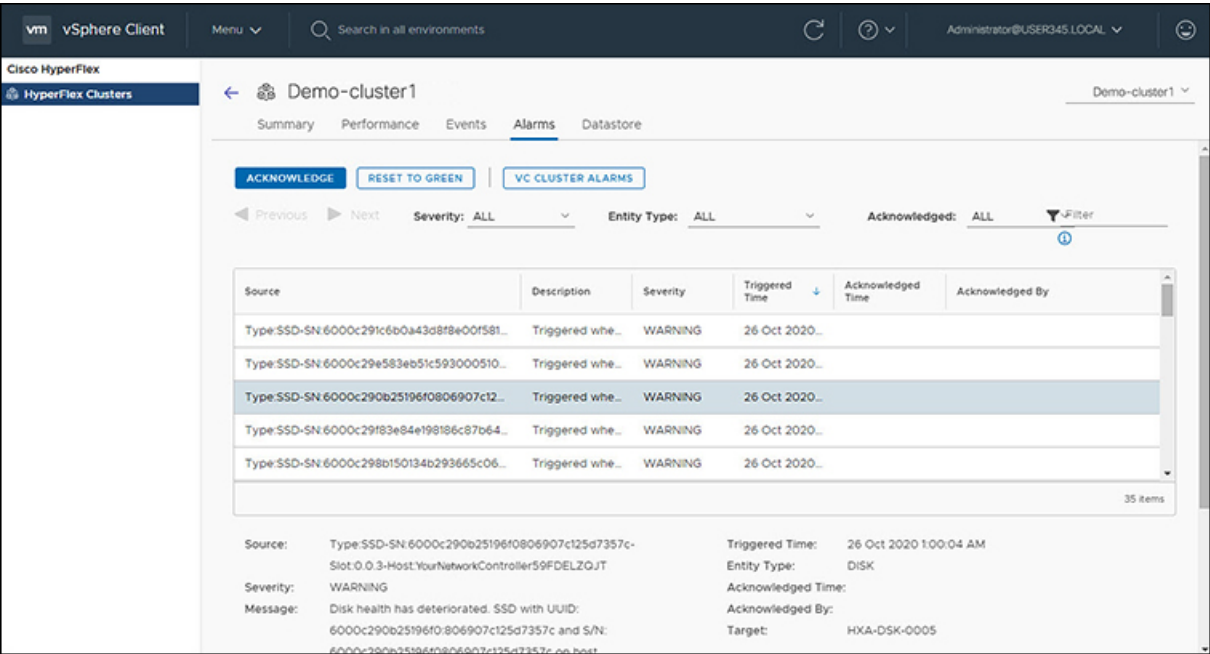 vm vSphere Client Menu Search in all environments Administrator@USER345.LOCAL
Cisco HyperFlex
HyperFlex Clusters
Demo-cluster1 Demo-cluster1
Summary Performance Events Alarms Datastore
ACKNOWLEDGE RESET TO GREEN VC CLUSTER ALARMS
Previous Next Severity: ALL Entity Type: ALL Acknowledged: ALL Filter
Source Description Severity Triggered Time Acknowledged Time Acknowledged By
Type:SSD-SN:6000c291c6b0a43d8f8e00f581... Triggered whe... WARNING 26 Oct 2020...
Type:SSD-SN:6000c29e583eb51c593000510... Triggered whe... WARNING 26 Oct 2020...
Type:SSD-SN:6000c290b25196f0806907c12... Triggered whe... WARNING 26 Oct 2020...
Type:SSD-SN:6000c29f83e84e198186c87b64... Triggered whe... WARNING 26 Oct 2020...
Type:SSD-SN:6000c298b150134b293665c06... Triggered whe... WARNING 26 Oct 2020...
35 items
Source: Type:SSD-SN:6000c290b25196f0806907c125d7357c-
Slot:0.0.3-Host:YourNetworkController59FDELZQJT
Severity: WARNING
Message: Disk health has deteriorated. SSD with UUID:
6000c290b25196f0:806907c125d7357c and S/N:
6000c290b25196f0806907c125d7357c on host
Triggered Time: 26 Oct 2020 1:00:04 AM
Entity Type: DISK
Acknowledged Time:
Acknowledged By:
Target: HXA-DSK-0005